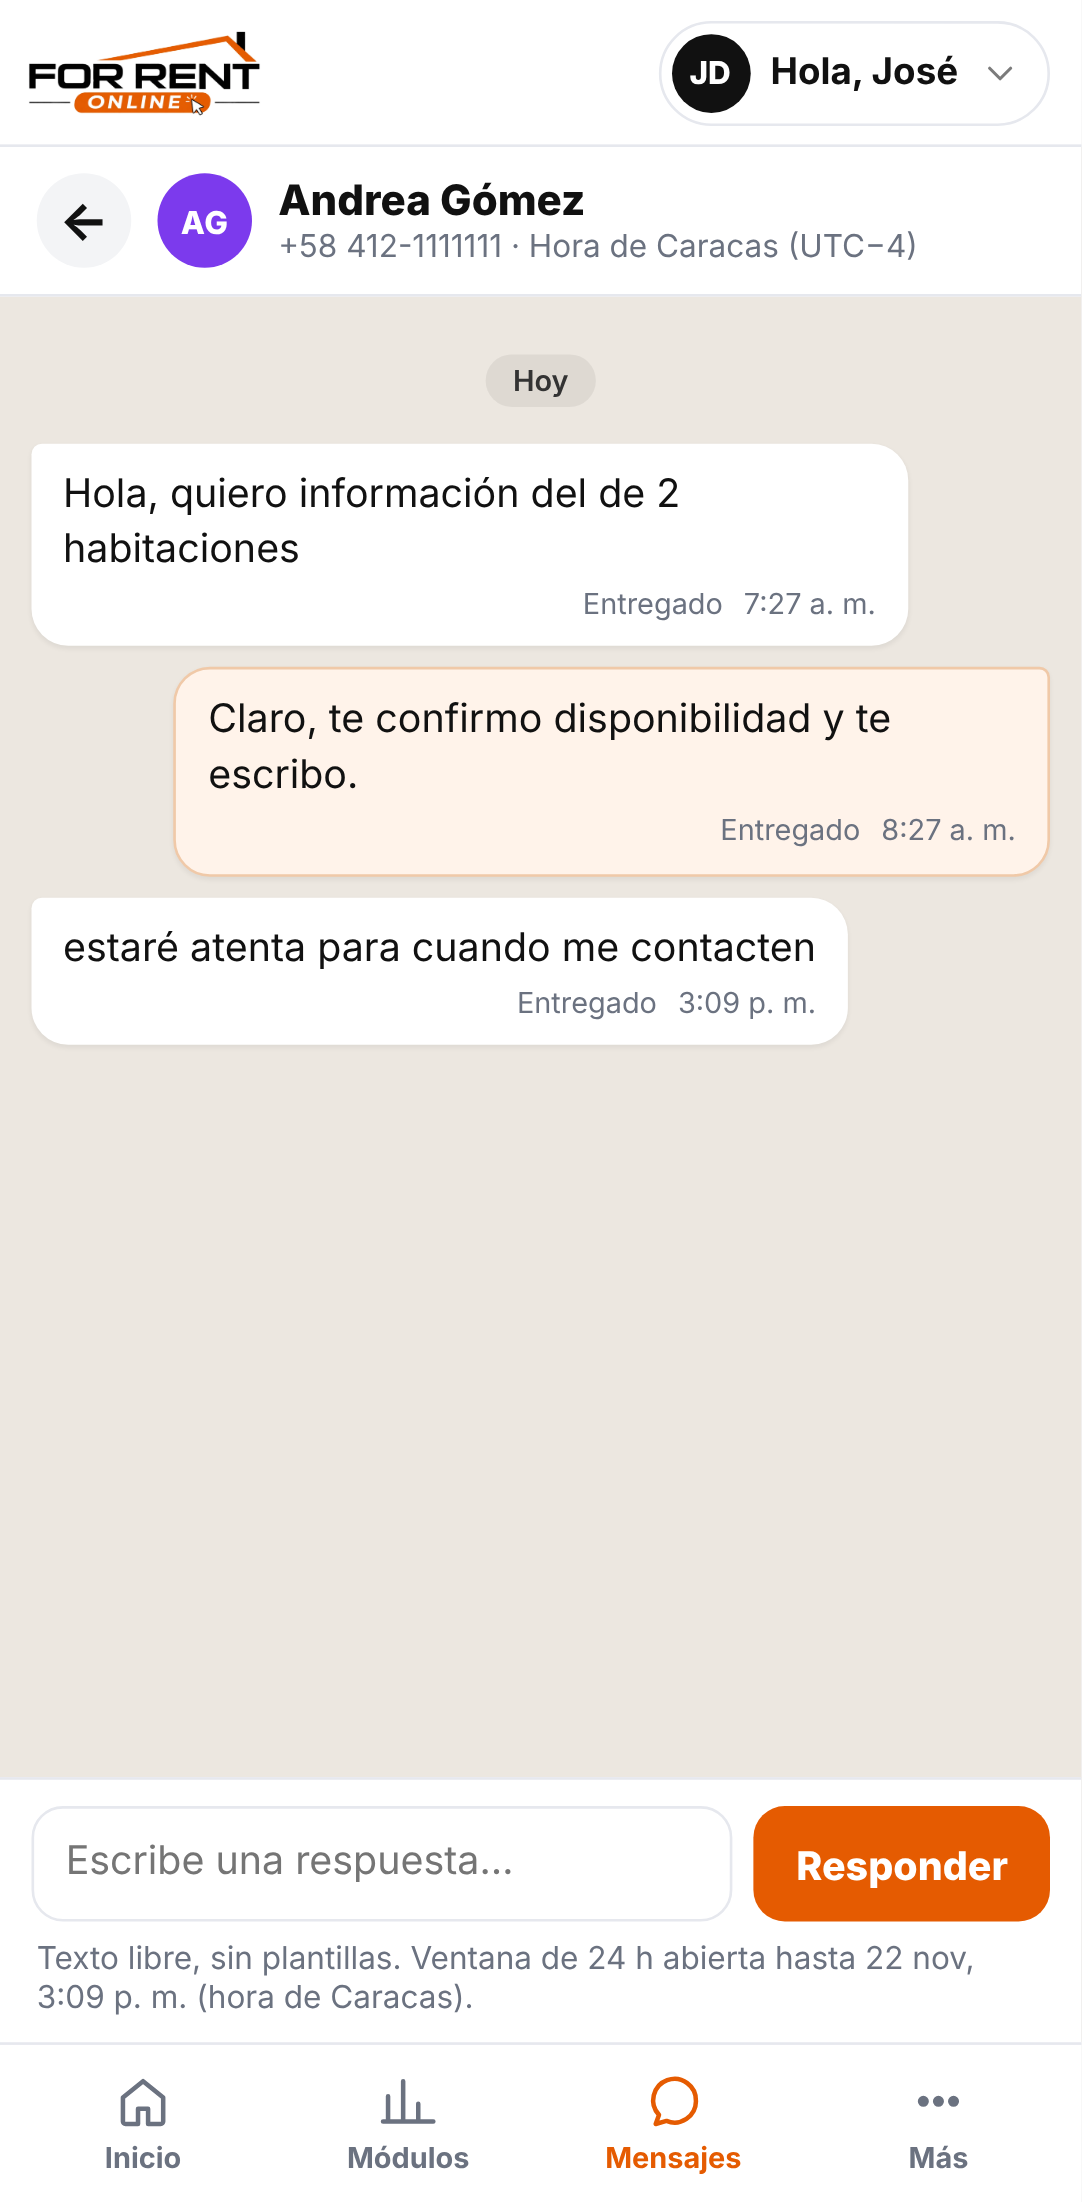 FOR RENT
ONLINE
JD Hola, José
AG
Andrea Gómez
+58 412-1111111 · Hora de Caracas (UTC−4)
Hoy
Hola, quiero información del de 2
habitaciones
Entregado 7:27 a. m.
Claro, te confirmo disponibilidad y te
escribo.
Entregado 8:27 a. m.
estaré atenta para cuando me contacten
Entregado 3:09 p. m.
Escribe una respuesta...
Responder
Texto libre, sin plantillas. Ventana de 24 h abierta hasta 22 nov,
3:09 p. m. (hora de Caracas).
Inicio Módulos Mensajes Más